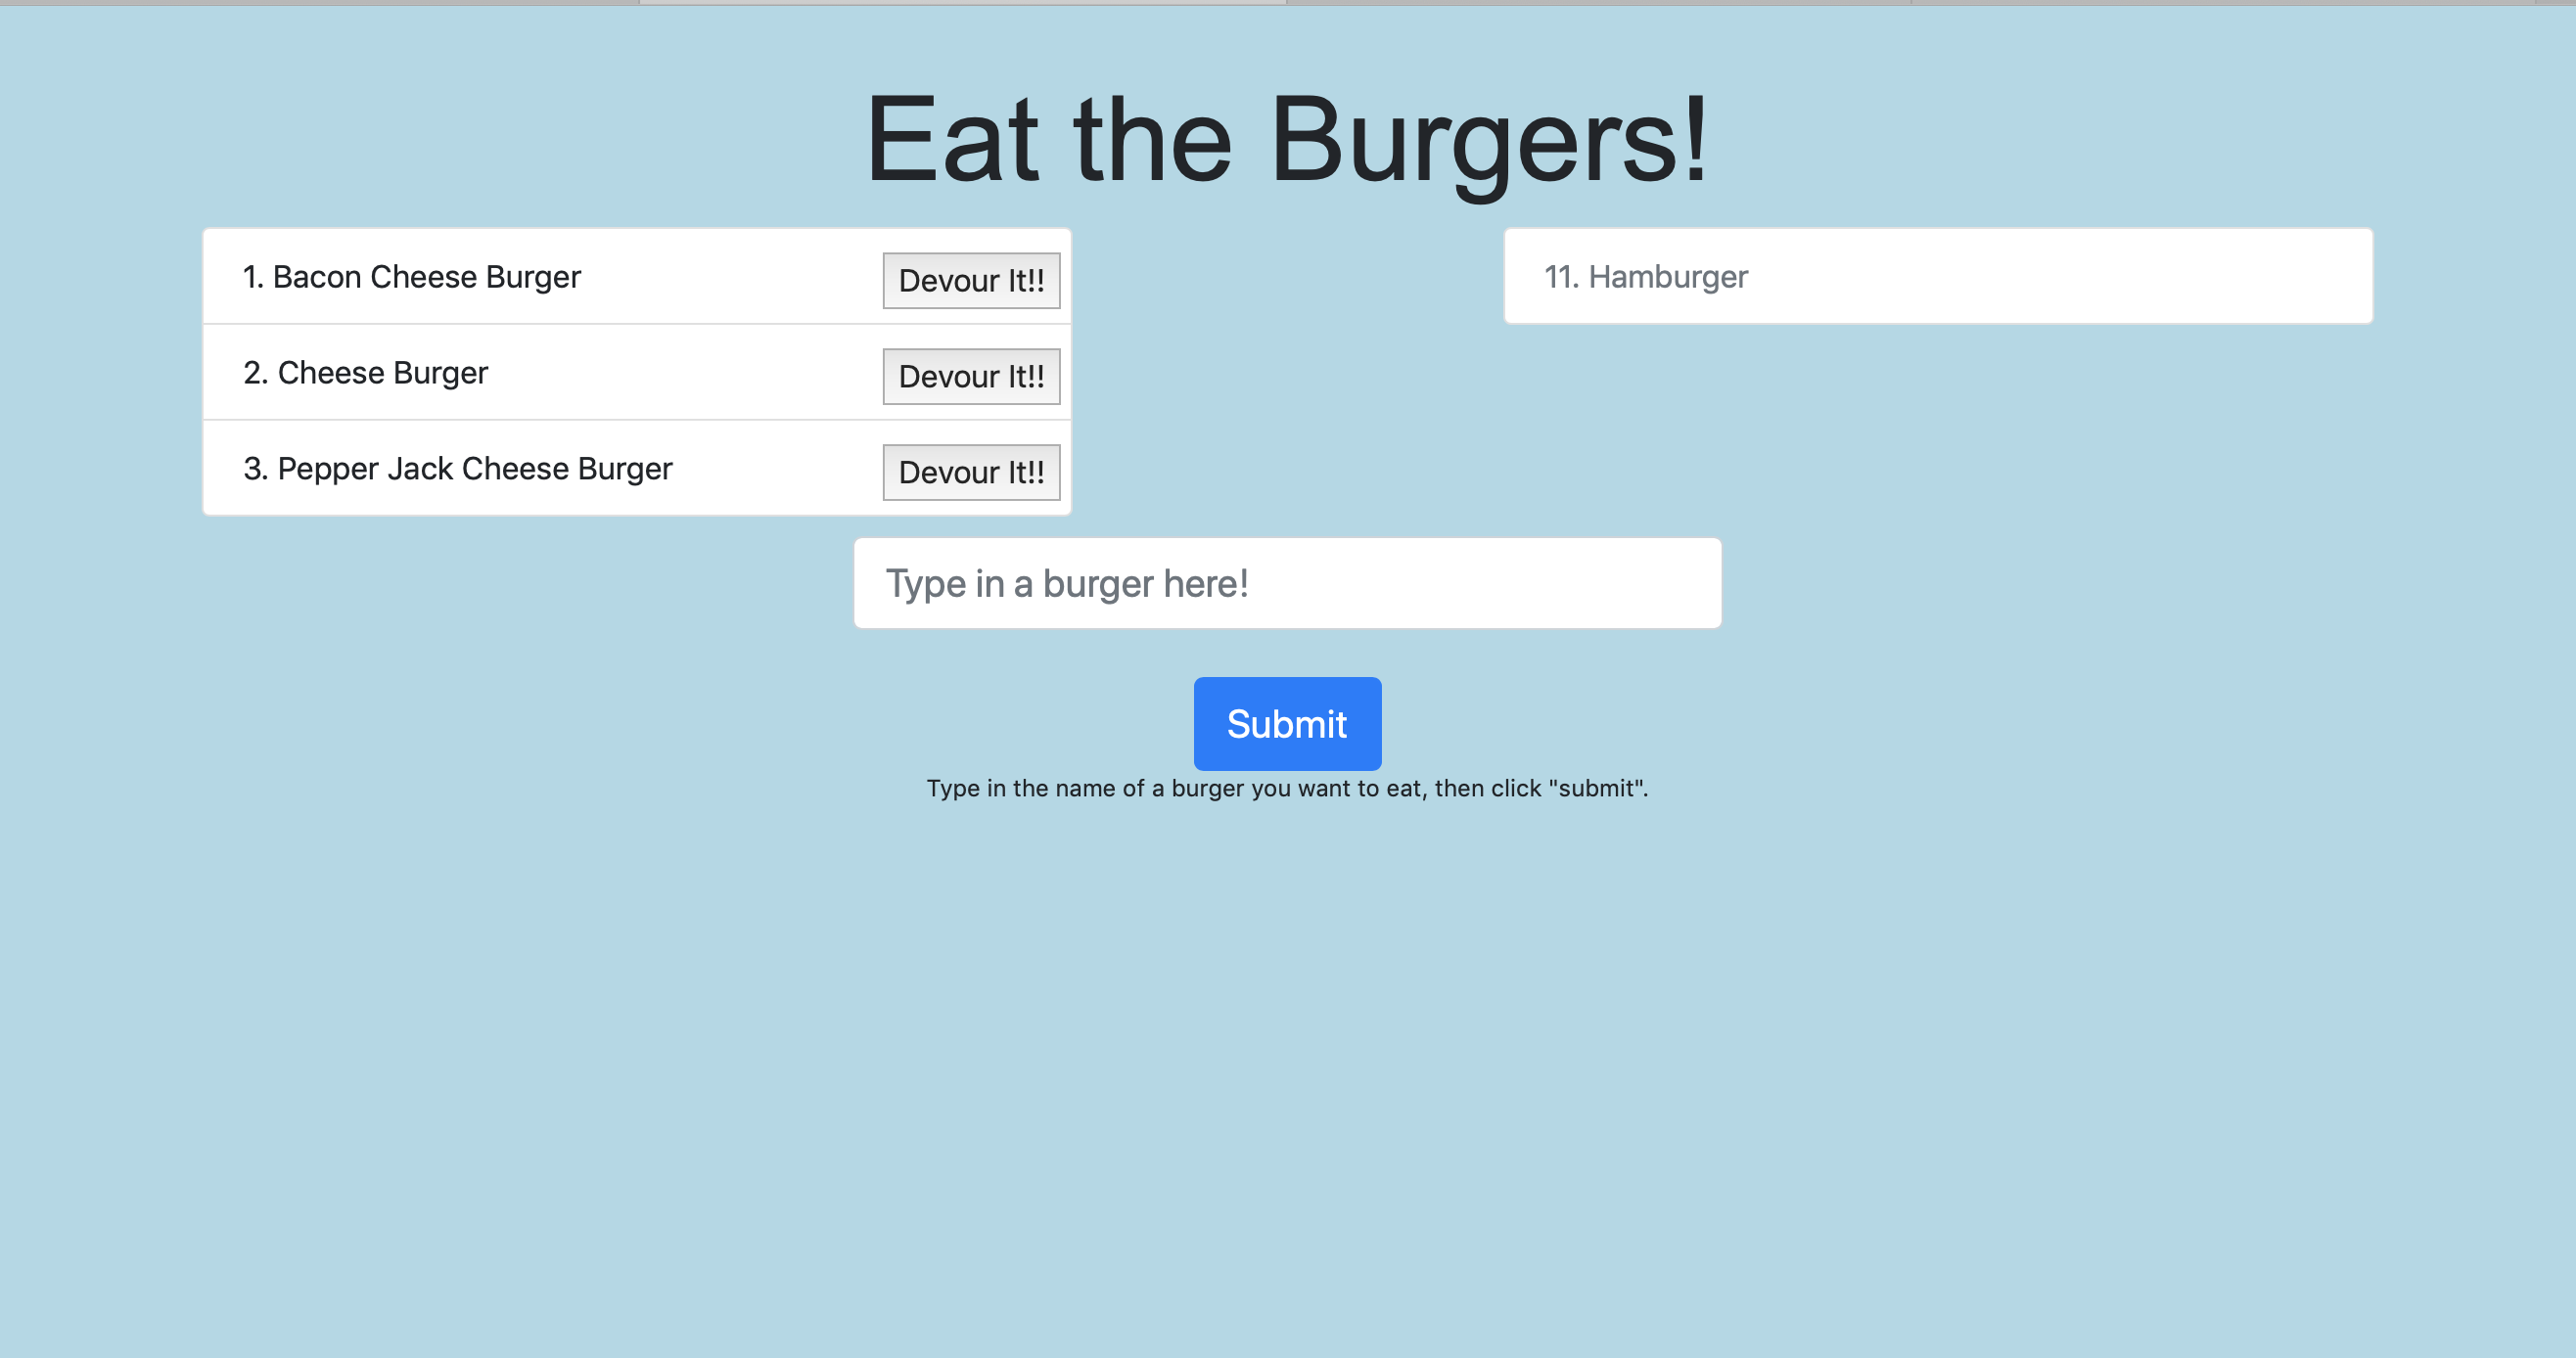 Eat the Burgers!
1. Bacon Cheese Burger
Devour It!!
2. Cheese Burger
Devour It!!
3. Pepper Jack Cheese Burger
Devour It!!
11. Hamburger
Type in a burger here!
Submit
Type in the name of a burger you want to eat, then click "submit".